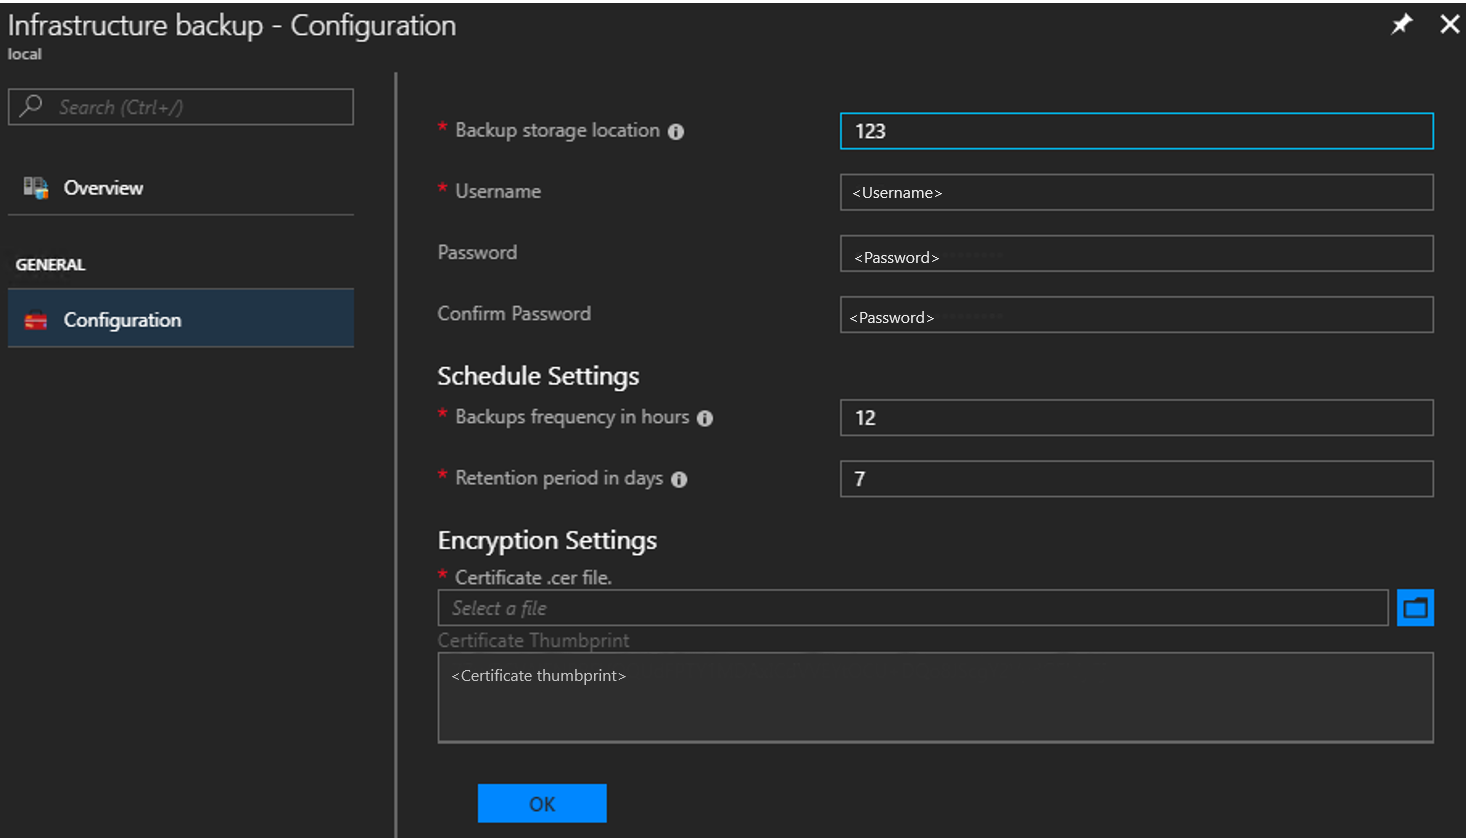 Infrastructure backup - Configuration
local
Search (Ctrl+/)
Overview
GENERAL
Configuration
* Backup storage location
123
* Username
<Username>
Password
<Password>
Confirm Password
<Password>
Schedule Settings
* Backups frequency in hours
12
* Retention period in days
7
Encryption Settings
* Certificate .cer file.
Select a file
Certificate Thumbprint
<Certificate thumbprint>
OK